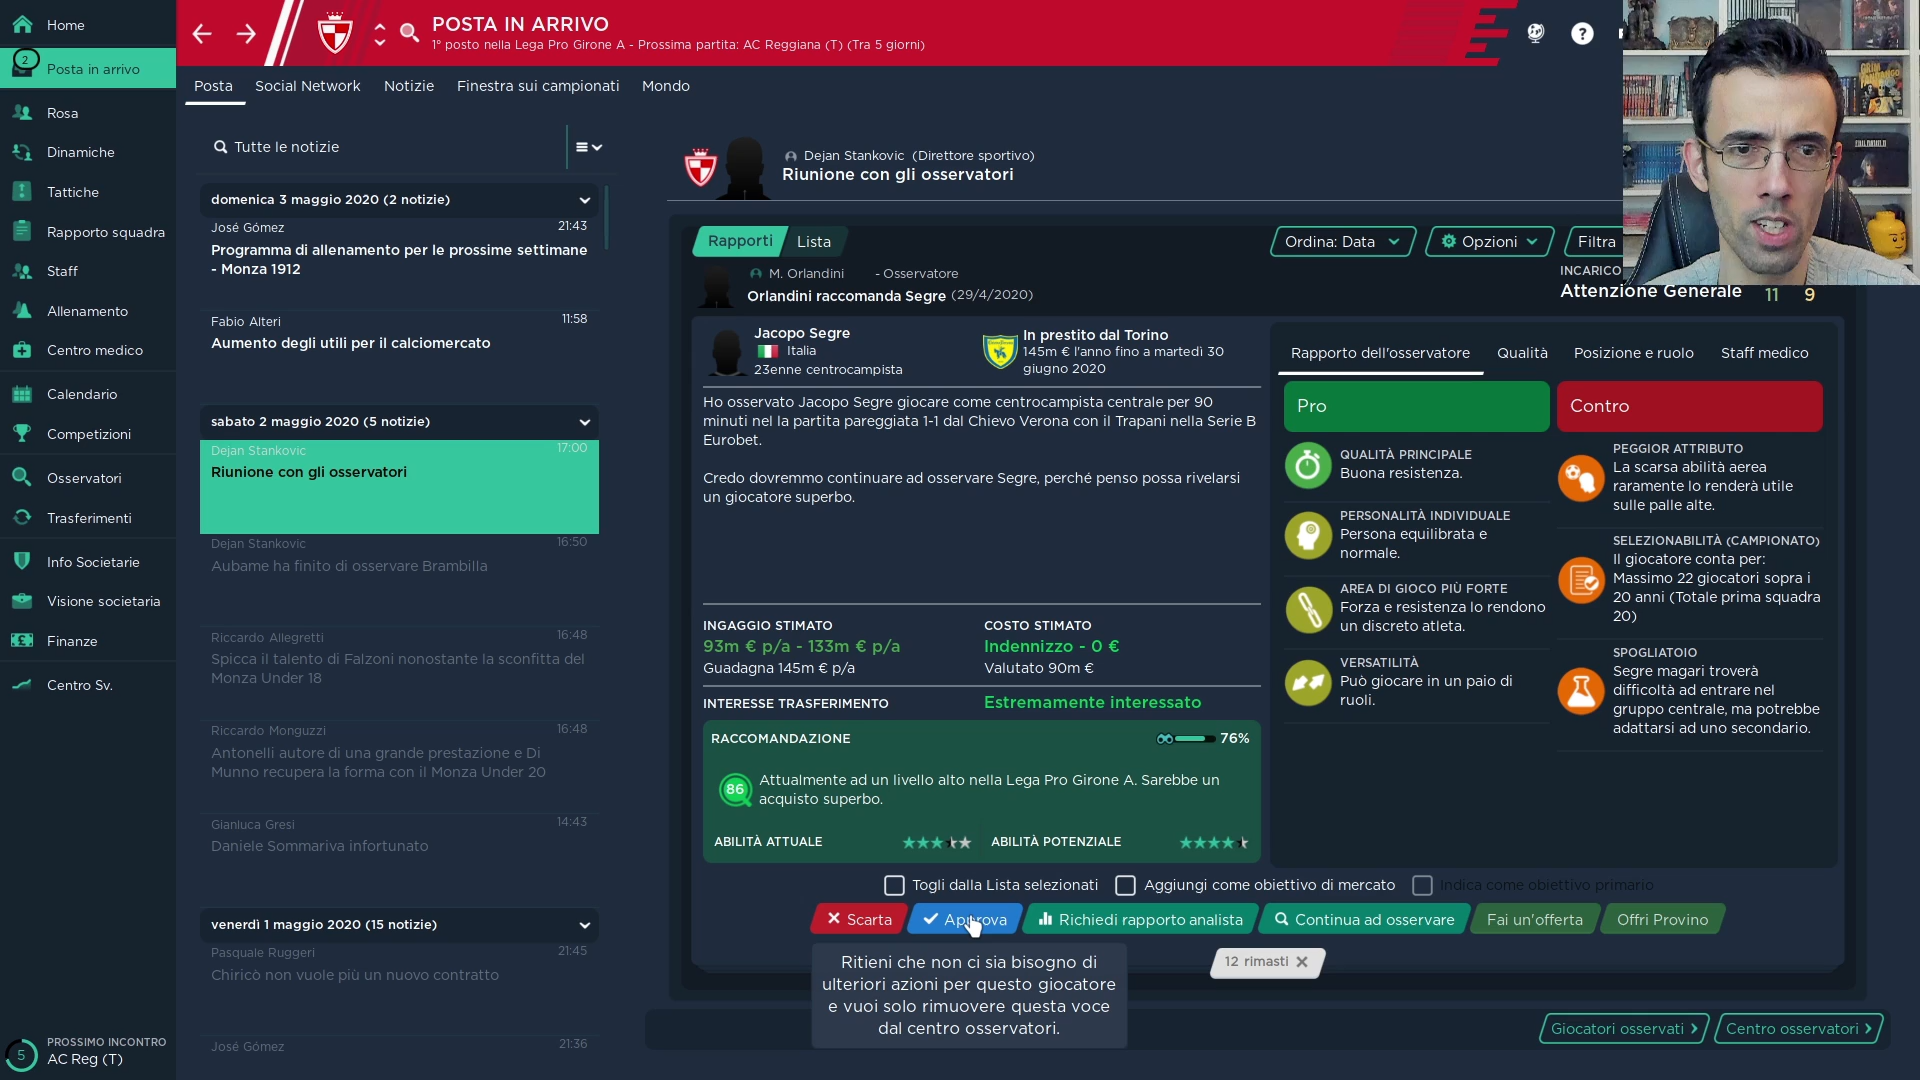 Home
2
Posta in arrivo
Rosa
Dinamiche
Tattiche
Rapporto squadra
Staff
Allenamento
Centro medico
Calendario
Competizioni
Osservatori
Trasferimenti
Info Societarie
Visione societaria
Finanze
Centro Sv.
5
PROSSIMO INCONTRO
AC Reg (T)
POSTA IN ARRIVO
1° posto nella Lega Pro Girone A - Prossima partita: AC Reggiana (T) (Tra 5 giorni)
?
Posta
Social Network
Notizie
Finestra sui campionati
Mondo
Tutte le notizie
domenica 3 maggio 2020 (2 notizie)
José Gómez
21:43
Programma di allenamento per le prossime settimane
- Monza 1912
Fabio Alteri
11:58
Aumento degli utili per il calciomercato
sabato 2 maggio 2020 (5 notizie)
Dejan Stankovic
17:00
Riunione con gli osservatori
Dejan Stankovic
16:50
Aubame ha finito di osservare Brambilla
Riccardo Allegretti
16:48
Spicca il talento di Falzoni nonostante la sconfitta del
Monza Under 18
Riccardo Monguzzi
16:48
Antonelli autore di una grande prestazione e Di
Munno recupera la forma con il Monza Under 20
Gianluca Gresi
14:43
Daniele Sommariva infortunato
venerdì 1 maggio 2020 (15 notizie)
Pasquale Ruggeri
21:45
Chiricò non vuole più un nuovo contratto
José Gómez
21:36
Dejan Stankovic (Direttore sportivo)
Riunione con gli osservatori
Rapporti
Lista
Ordina: Data
Opzioni
Filtra
M. Orlandini - Osservatore
Orlandini raccomanda Segre (29/4/2020)
INCARICO
Attenzione Generale
11
9
Jacopo Segre
Italia
23enne centrocampista
In prestito dal Torino
145m € l'anno fino a martedì 30
giugno 2020
Ho osservato Jacopo Segre giocare come centrocampista centrale per 90
minuti nel la partita pareggiata 1-1 dal Chievo Verona con il Trapani nella Serie B
Eurobet.
Credo dovremmo continuare ad osservare Segre, perché penso possa rivelarsi
un giocatore superbo.
INGAGGIO STIMATO
93m € p/a - 133m € p/a
Guadagna 145m € p/a
COSTO STIMATO
Indennizzo - 0 €
Valutato 90m €
INTERESSE TRASFERIMENTO
Estremamente interessato
RACCOMANDAZIONE
76%
86
Attualmente ad un livello alto nella Lega Pro Girone A. Sarebbe un
acquisto superbo.
ABILITÀ ATTUALE
ABILITÀ POTENZIALE
Rapporto dell'osservatore
Qualità
Posizione e ruolo
Staff medico
Pro
QUALITÀ PRINCIPALE
Buona resistenza.
PERSONALITÀ INDIVIDUALE
Persona equilibrata e
normale.
AREA DI GIOCO PIÙ FORTE
Forza e resistenza lo rendono
un discreto atleta.
VERSATILITÀ
Può giocare in un paio di
ruoli.
Contro
PEGGIOR ATTRIBUTO
La scarsa abilità aerea
raramente lo renderà utile
sulle palle alte.
SELEZIONABILITÀ (CAMPIONATO)
Il giocatore conta per:
Massimo 22 giocatori sopra i
20 anni (Totale prima squadra
20)
SPOGLIATOIO
Segre magari troverà
difficoltà ad entrare nel
gruppo centrale, ma potrebbe
adattarsi ad uno secondario.
Togli dalla Lista selezionati
Aggiungi come obiettivo di mercato
Indica come obiettivo primario
Scarta
Approva
Richiedi rapporto analista
Continua ad osservare
Fai un'offerta
Offri Provino
Ritieni che non ci sia bisogno di
ulteriori azioni per questo giocatore
e vuoi solo rimuovere questa voce
dal centro osservatori.
12 rimasti
Giocatori osservati
Centro osservatori
GRIM
FANDANGO